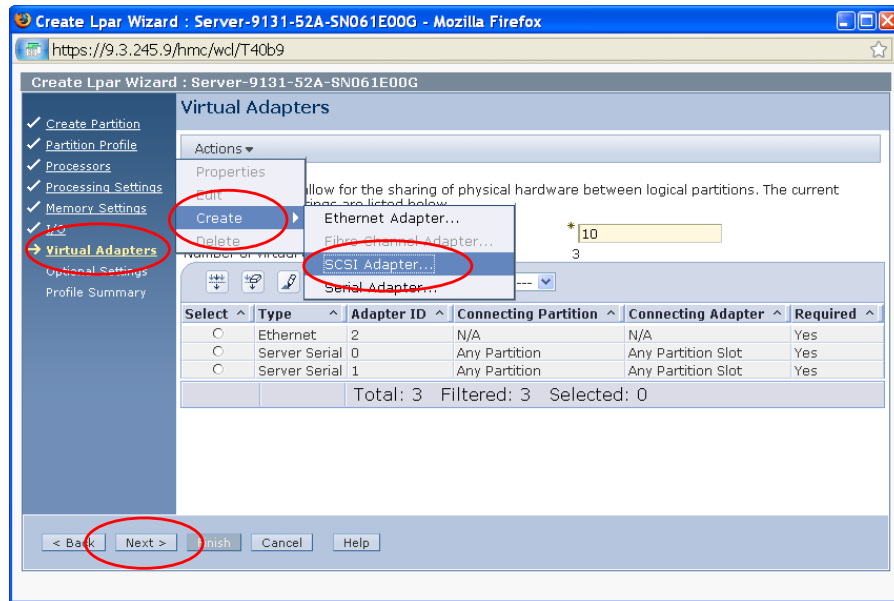 Create Lpar Wizard : Server-9131-52A-SN061E00G - Mozilla Firefox
https://9.3.245.9/hmc/wcl/T40b9
Create Lpar Wizard : Server-9131-52A-SN061E00G
Create Partition
Partition Profile
Processors
Processing Settings
Memory Settings
I/O
Virtual Adapters
Optional Settings
Profile Summary
Virtual Adapters
Actions
Properties
Edit
Create
Delete
Ethernet Adapter...
Fibre Channel Adapter...
SCSI Adapter...
Serial Adapter...
llow for the sharing of physical hardware between logical partitions. The current
ings are listed below.
* 10
Number of virtual 3
---
Select ^ Type ^ Adapter ID ^ Connecting Partition ^ Connecting Adapter ^ Required ^
Ethernet 2 N/A N/A Yes
Server Serial 0 Any Partition Any Partition Slot Yes
Server Serial 1 Any Partition Any Partition Slot Yes
Total: 3 Filtered: 3 Selected: 0
< Back Next > Finish Cancel Help